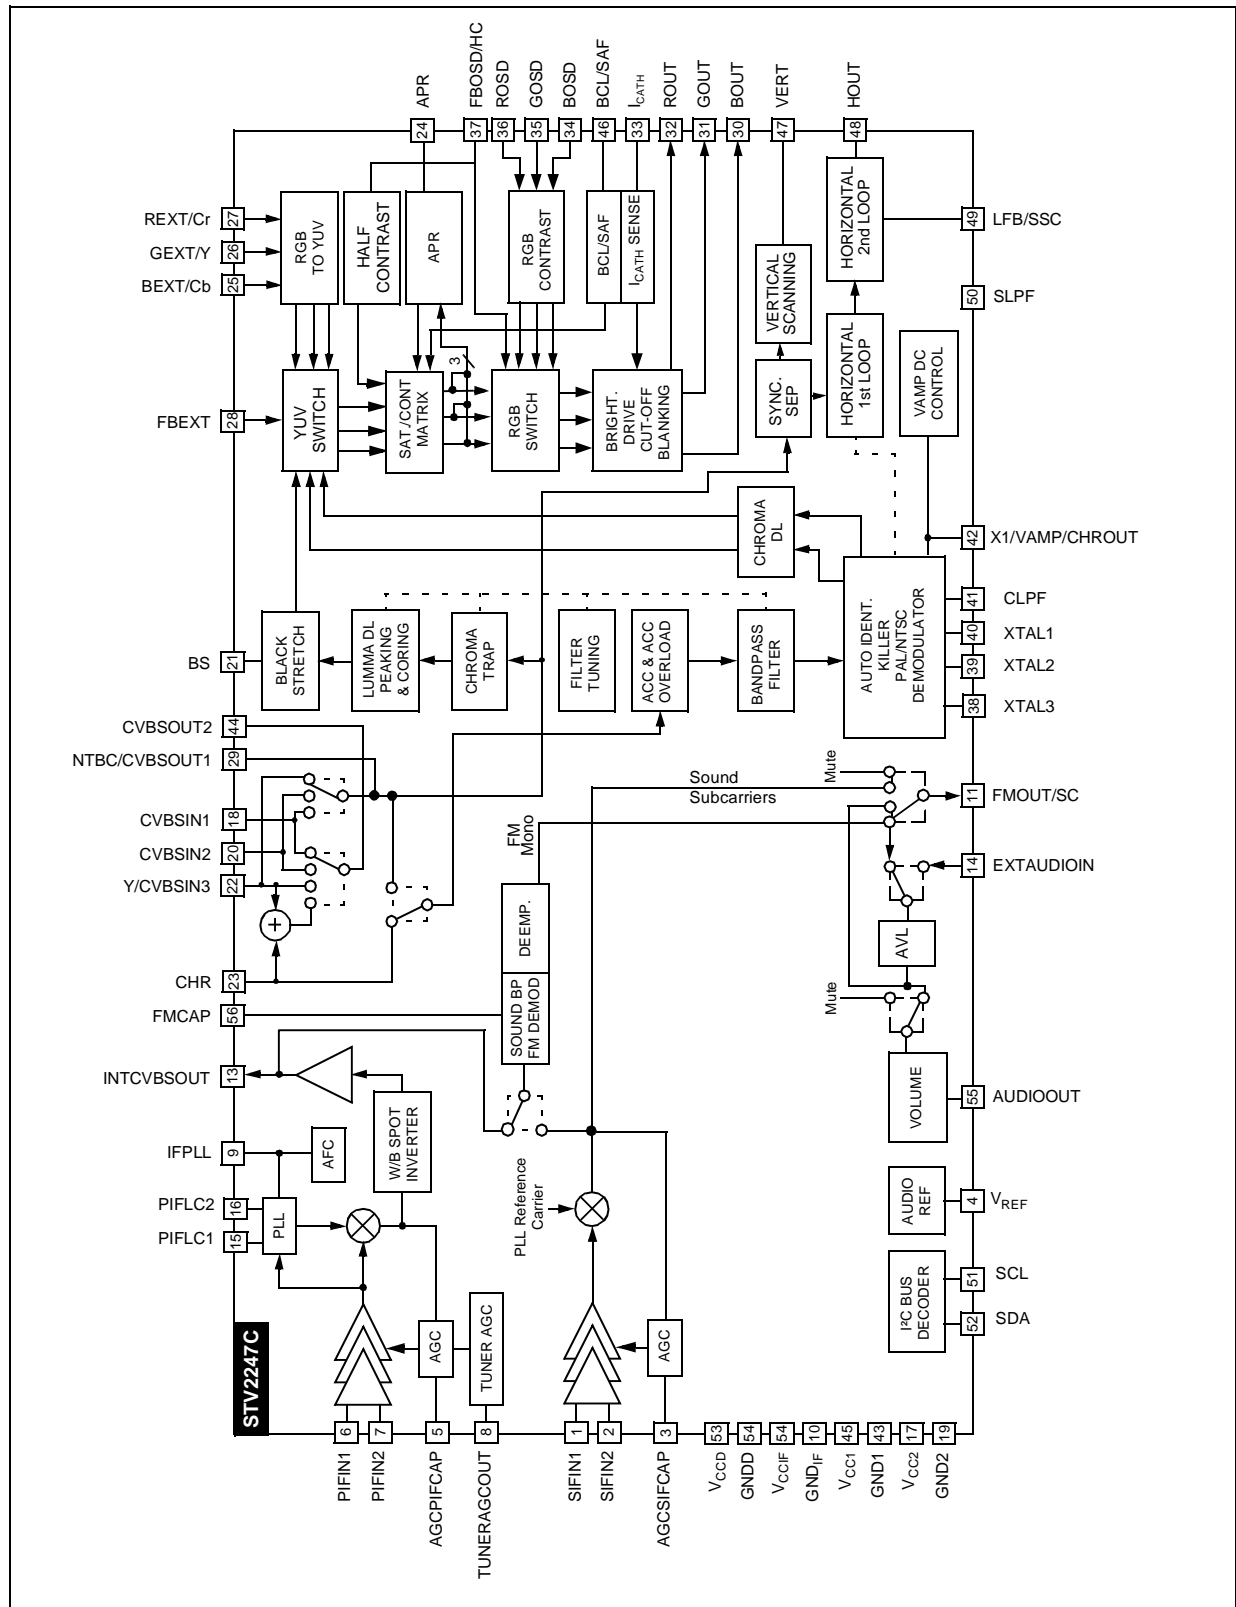 APR
FBOSD/HC
ROSD
GOSD
BOSD
BCL/SAF
ICATH
ROUT
GOUT
BOUT
VERT
HOUT
24
37
36
35
34
46
33
32
31
30
47
48
REXT/Cr
27
GEXT/Y
26
BEXT/Cb
25
RGB
TO YUV
HALF
CONTRAST
APR
RGB
CONTRAST
BCL/SAF
ICATH SENSE
VERTICAL
SCANNING
HORIZONTAL
2nd LOOP
49
LFB/SSC
50
SLPF
FBEXT
28
YUV
SWITCH
SAT./CONT
MATRIX
3
RGB
SWITCH
BRIGHT.
DRIVE
CUT-OFF
BLANKING
SYNC.
SEP
HORIZONTAL
1st LOOP
VAMP DC
CONTROL
CHROMA
DL
42
X1/VAMP/CHROUT
BS
21
BLACK
STRETCH
LUMMA DL
PEAKING
& CORING
CHROMA
TRAP
FILTER
TUNING
ACC & ACC
OVERLOAD
BANDPASS
FILTER
AUTO IDENT.
KILLER
PAL/NTSC
DEMODULATOR
41
CLPF
40
XTAL1
39
XTAL2
38
XTAL3
CVBSOUT2
44
NTBC/CVBSOUT1
29
CVBSIN1
18
CVBSIN2
20
Y/CVBSIN3
22
+
CHR
23
FMCAP
56
Sound
Subcarriers
Mute
11
FMOUT/SC
FM
Mono
14
EXTAUDIOIN
DEEMP.
SOUND BP
FM DEMOD
AVL
Mute
INTCVBSOUT
13
VOLUME
55
AUDIOOUT
W/B SPOT
INVERTER
IFPLL
9
AFC
PIFLC2
16
PIFLC1
15
PLL
PLL Reference
Carrier
AUDIO
REF
4
VREF
I²C BUS
DECODER
51
SCL
52
SDA
STV2247C
AGC
TUNER AGC
AGC
6
7
5
8
1
2
3
53
54
54
10
45
43
17
19
PIFIN1
PIFIN2
AGCPIFCAP
TUNERAGCOUT
SIFIN1
SIFIN2
AGCSIFCAP
VCCD
GNDD
VCCIF
GNDIF
VCC1
GND1
VCC2
GND2